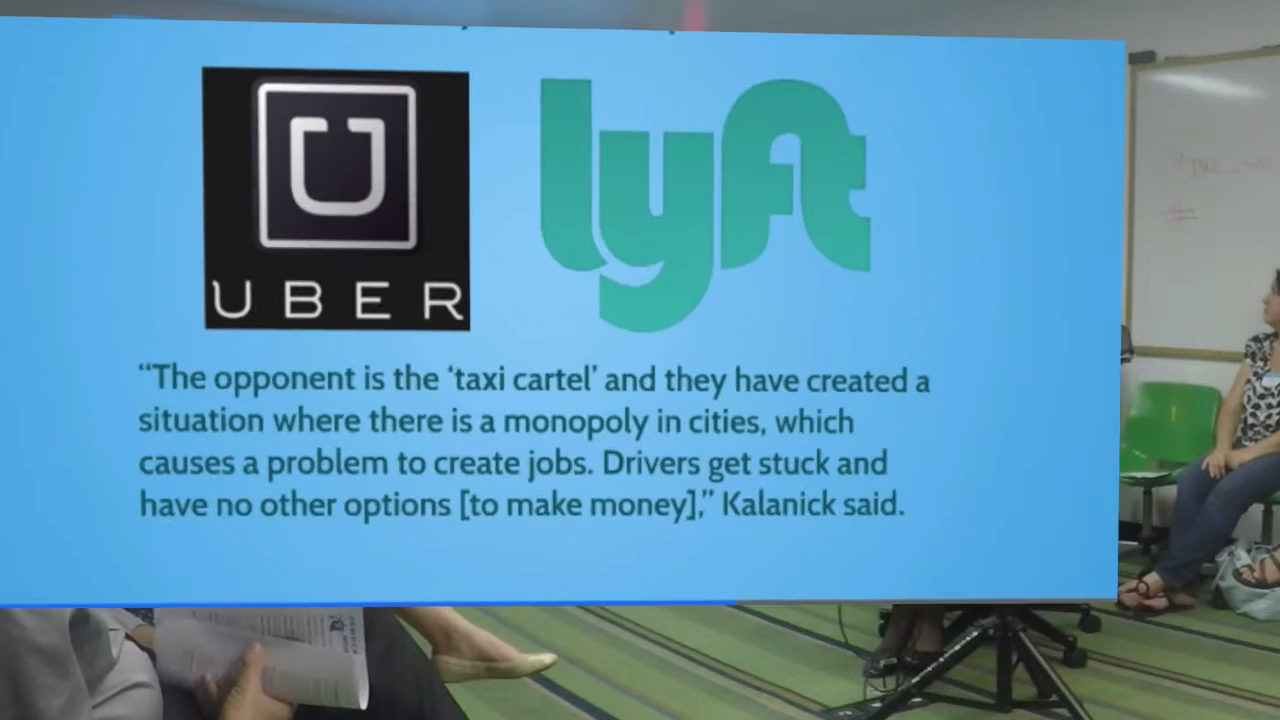 UBER
lyft
“The opponent is the ‘taxi cartel’ and they have created a
situation where there is a monopoly in cities, which
causes a problem to create jobs. Drivers get stuck and
have no other options [to make money],” Kalanick said.